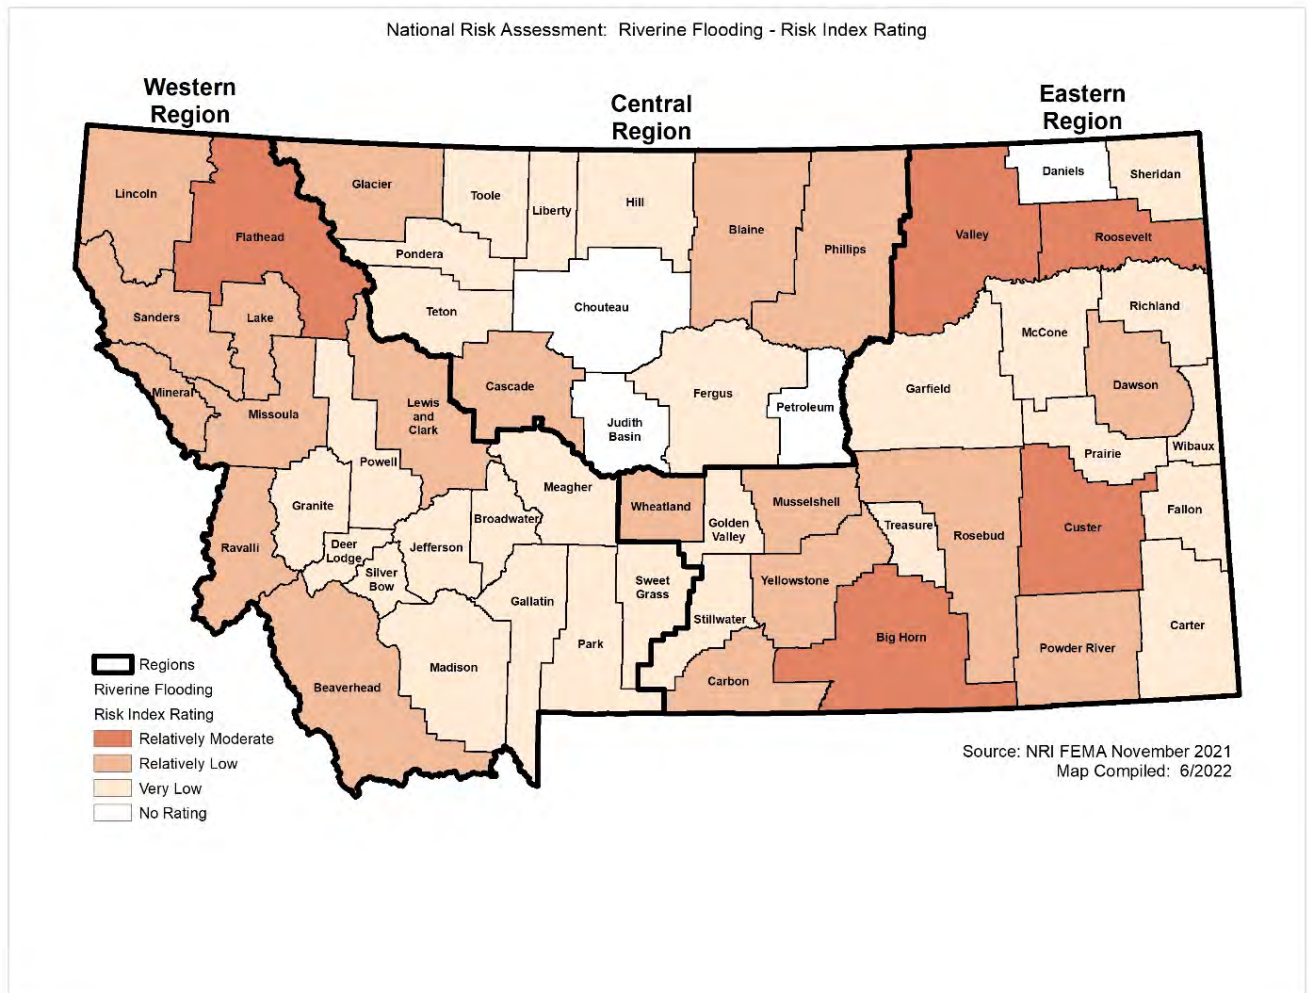 National Risk Assessment: Riverine Flooding - Risk Index Rating
Western
Region
Central
Region
Eastern
Region
Lincoln
Flathead
Glacier
Toole
Liberty
Hill
Blaine
Phillips
Valley
Daniels
Sheridan
Roosevelt
Pondera
Teton
Chouteau
Sanders
Lake
McCone
Richland
Mineral
Missoula
Lewis
and
Clark
Cascade
Judith
Basin
Fergus
Petroleum
Garfield
Dawson
Powell
Prairie
Wibaux
Granite
Meagher
Broadwater
Wheatland
Golden
Valley
Musselshell
Treasure
Rosebud
Custer
Fallon
Ravalli
Deer
Lodge
Jefferson
Silver
Bow
Gallatin
Sweet
Grass
Stillwater
Yellowstone
Park
Big Horn
Powder River
Carter
Madison
Beaverhead
Carbon
Regions
Riverine Flooding
Risk Index Rating
Relatively Moderate
Relatively Low
Very Low
No Rating
Source: NRI FEMA November 2021
Map Compiled: 6/2022